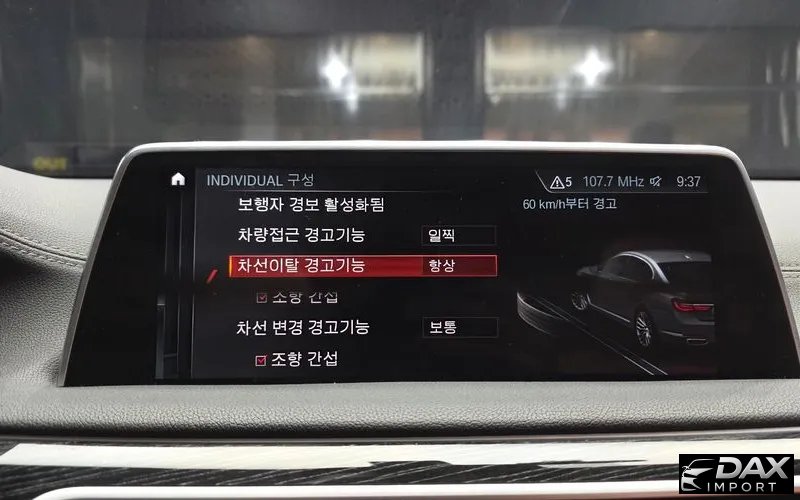 INDIVIDUAL 구성
5 107.7 MHz 9:37
보행자 경보 활성화됨
60 km/h부터 경고
차량접근 경고기능 일찍
차선이탈 경고기능 항상
조향 간섭
차선 변경 경고기능 보통
조향 간섭
OUT
DAX
IMPORT